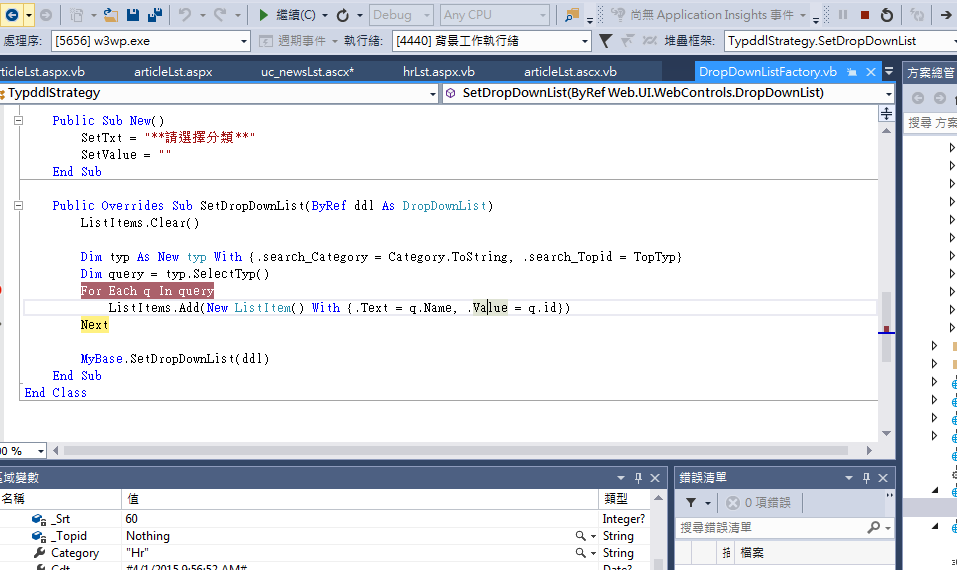 繼續(C) Debug Any CPU 尚無 Application Insights 事件
處理序: [5656] w3wp.exe 週期事件 執行緒: [4440] 背景工作執行緒 堆疊框架: TypddlStrategy.SetDropDownList
rticleLst.aspx.vb articleLst.aspx uc_newsLst.ascx* hrLst.aspx.vb articleLst.ascx.vb DropDownListFactory.vb 方案總管
TypddlStrategy SetDropDownList(ByRef Web.UI.WebControls.DropDownList)
搜尋 方案
Public Sub New()
SetTxt = "**請選擇分類**"
SetValue = ""
End Sub
Public Overrides Sub SetDropDownList(ByRef ddl As DropDownList)
ListItems.Clear()
Dim typ As New typ With {.search_Category = Category.ToString, .search_Topid = TopTyp}
Dim query = typ.SelectTyp()
For Each q In query
ListItems.Add(New ListItem() With {.Text = q.Name, .Value = q.id})
Next
MyBase.SetDropDownList(ddl)
End Sub
End Class
00 %
區域變數 錯誤清單
名稱 值 類型 0 項錯誤
_Srt 60 Integer? 搜尋錯誤清單
_Topid Nothing String
Category "Hr" String 檔案
Cdt #4/1/2015 9:56:52 AM# Date?